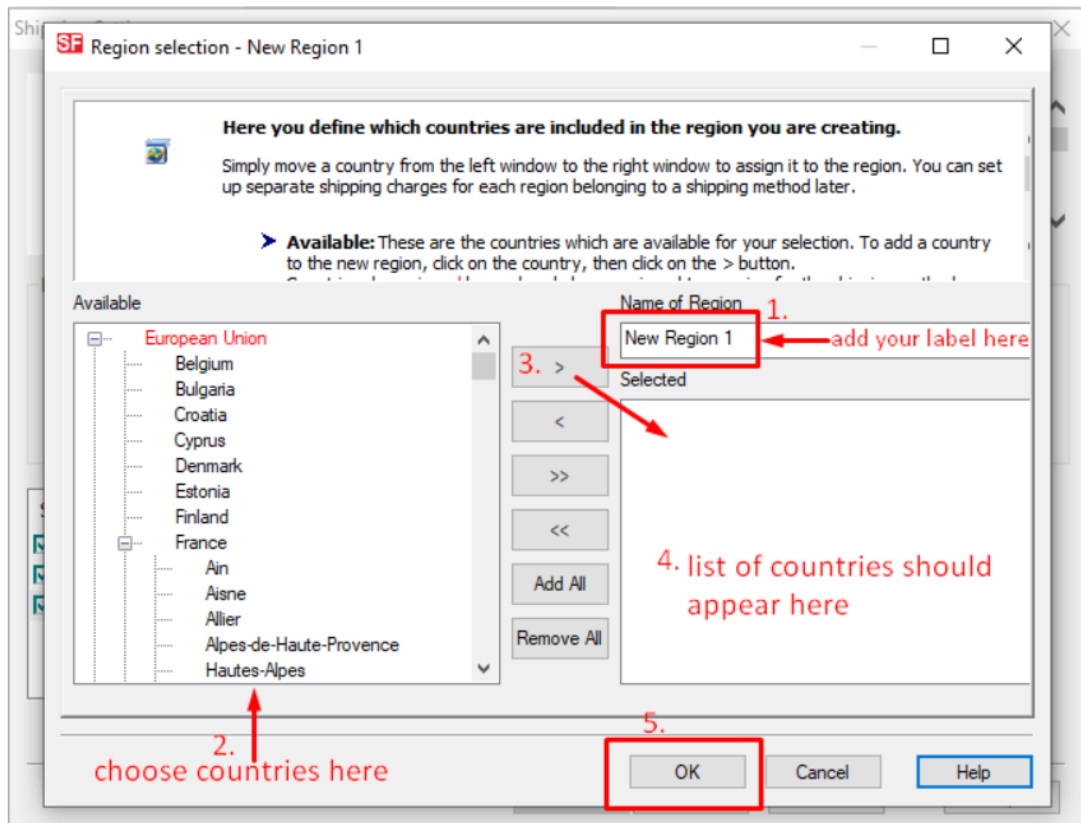 Shi
SF Region selection - New Region 1
Here you define which countries are included in the region you are creating.
Simply move a country from the left window to the right window to assign it to the region. You can set
up separate shipping charges for each region belonging to a shipping method later.
Available: These are the countries which are available for your selection. To add a country
to the new region, click on the country, then click on the > button.
Available
Name of Region
1.
New Region 1
add your label here
Selected
European Union
Belgium
Bulgaria
Croatia
Cyprus
Denmark
Estonia
Finland
France
Ain
Aisne
Allier
Alpes-de-Haute-Provence
Hautes-Alpes
3. >
<
>>
<<
Add All
Remove All
4. list of countries should
appear here
2.
choose countries here
5.
OK
Cancel
Help